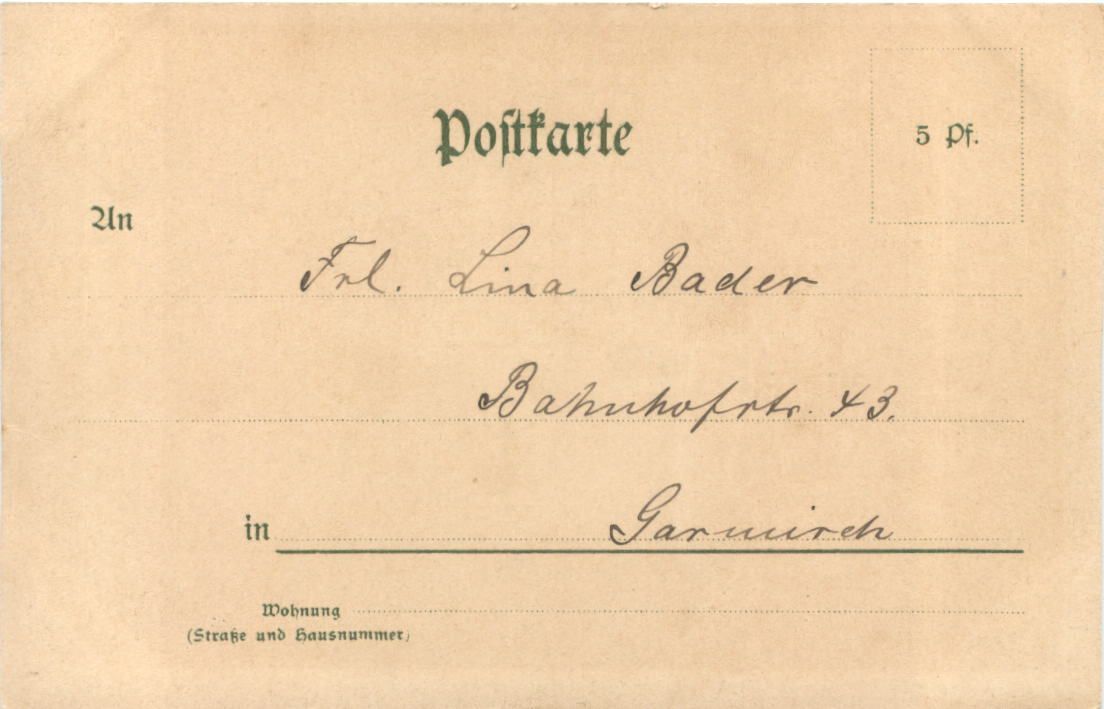 Postkarte
5 Pf.
An
Frl. Lina Bader
Bahnhofstr. 43.
in Garmisch
Wohnung
(Straße und Hausnummer)